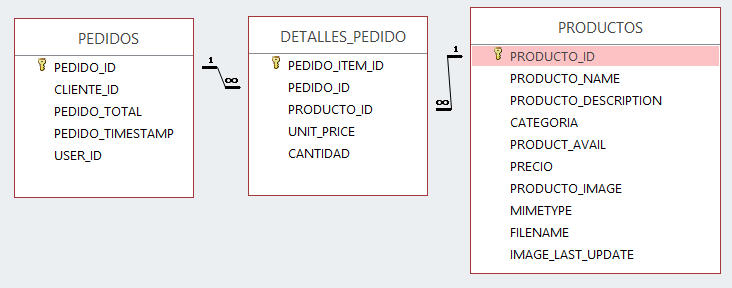 PEDIDOS
PEDIDO_ID
CLIENTE_ID
PEDIDO_TOTAL
PEDIDO_TIMESTAMP
USER_ID
1
∞
DETALLES_PEDIDO
PEDIDO_ITEM_ID
PEDIDO_ID
PRODUCTO_ID
UNIT_PRICE
CANTIDAD
1
∞
PRODUCTOS
PRODUCTO_ID
PRODUCTO_NAME
PRODUCTO_DESCRIPTION
CATEGORIA
PRODUCT_AVAIL
PRECIO
PRODUCTO_IMAGE
MIMETYPE
FILENAME
IMAGE_LAST_UPDATE